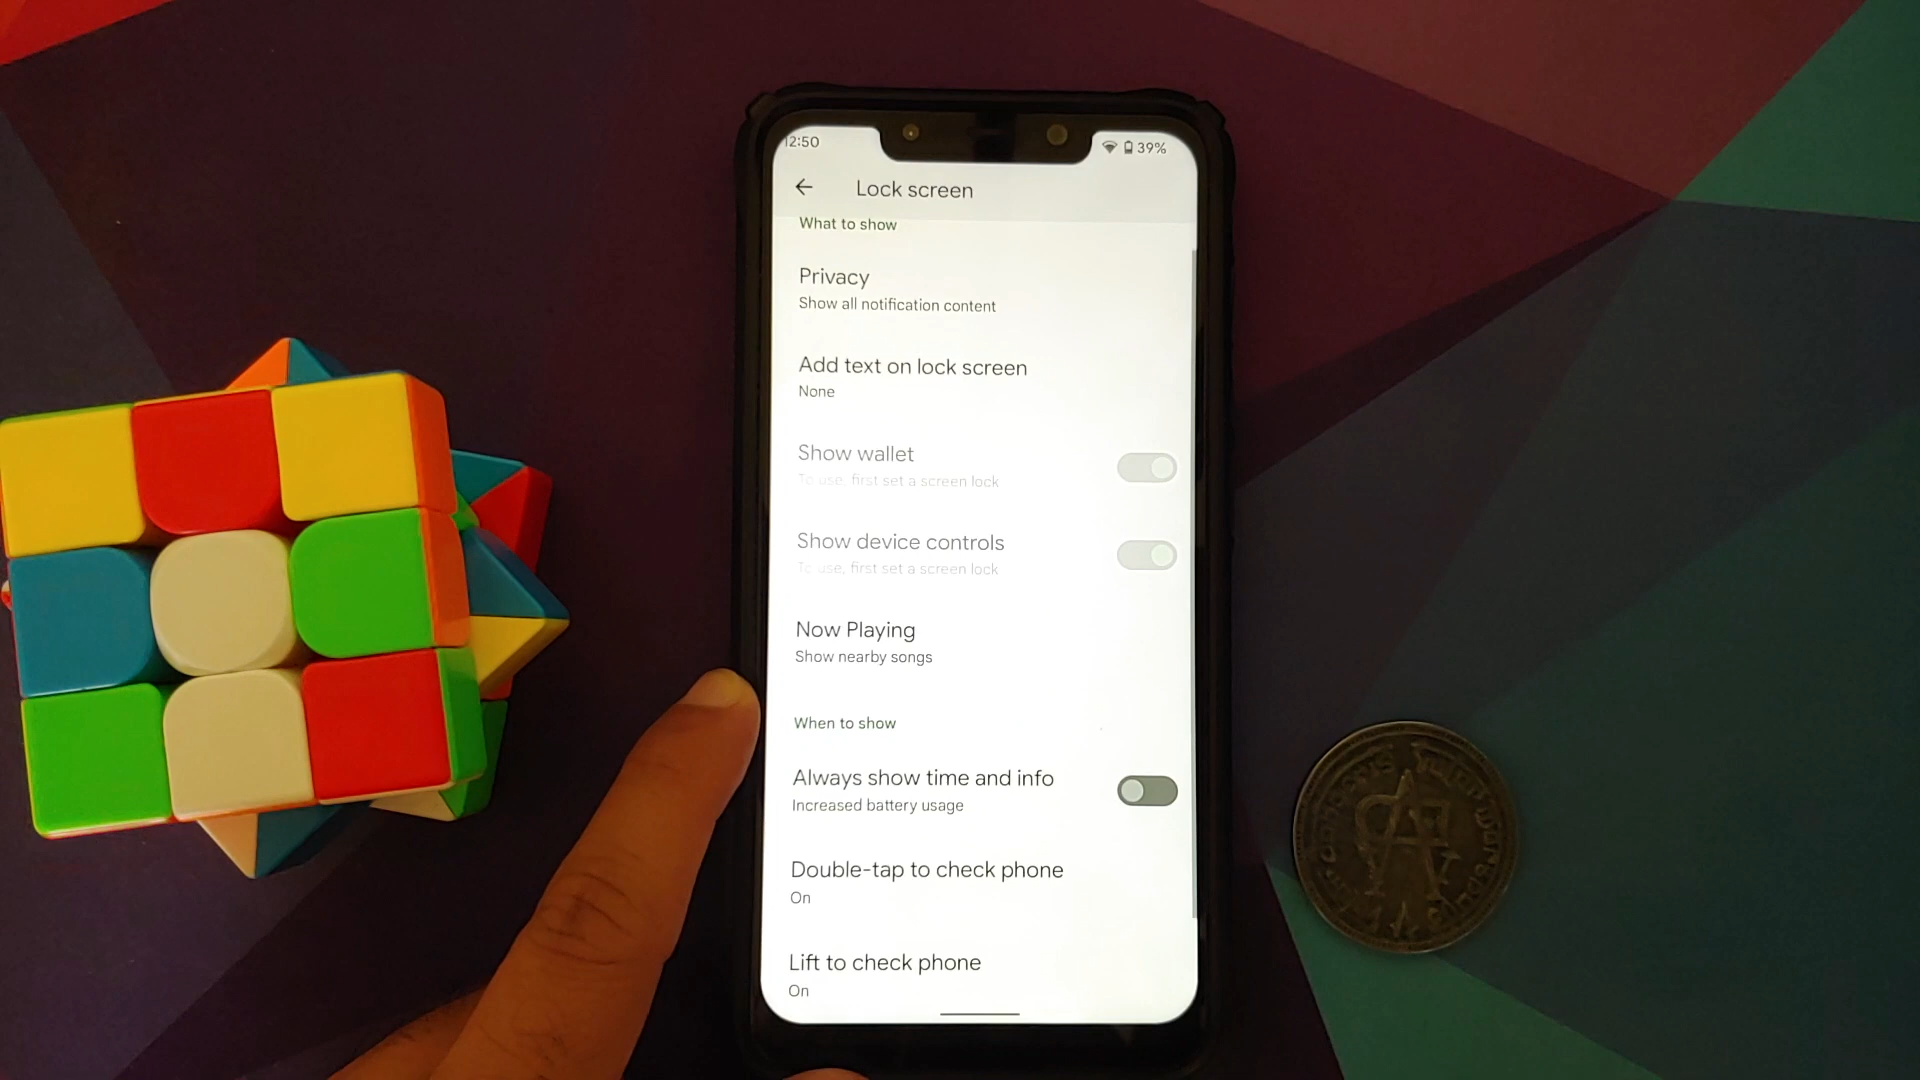 12:50
39%
Lock screen
What to show
Privacy
Show all notification content
Add text on lock screen
None
Show wallet
To use, first set a screen lock
Show device controls
To use, first set a screen lock
Now Playing
Show nearby songs
When to show
Always show time and info
Increased battery usage
Double-tap to check phone
On
Lift to check phone
On